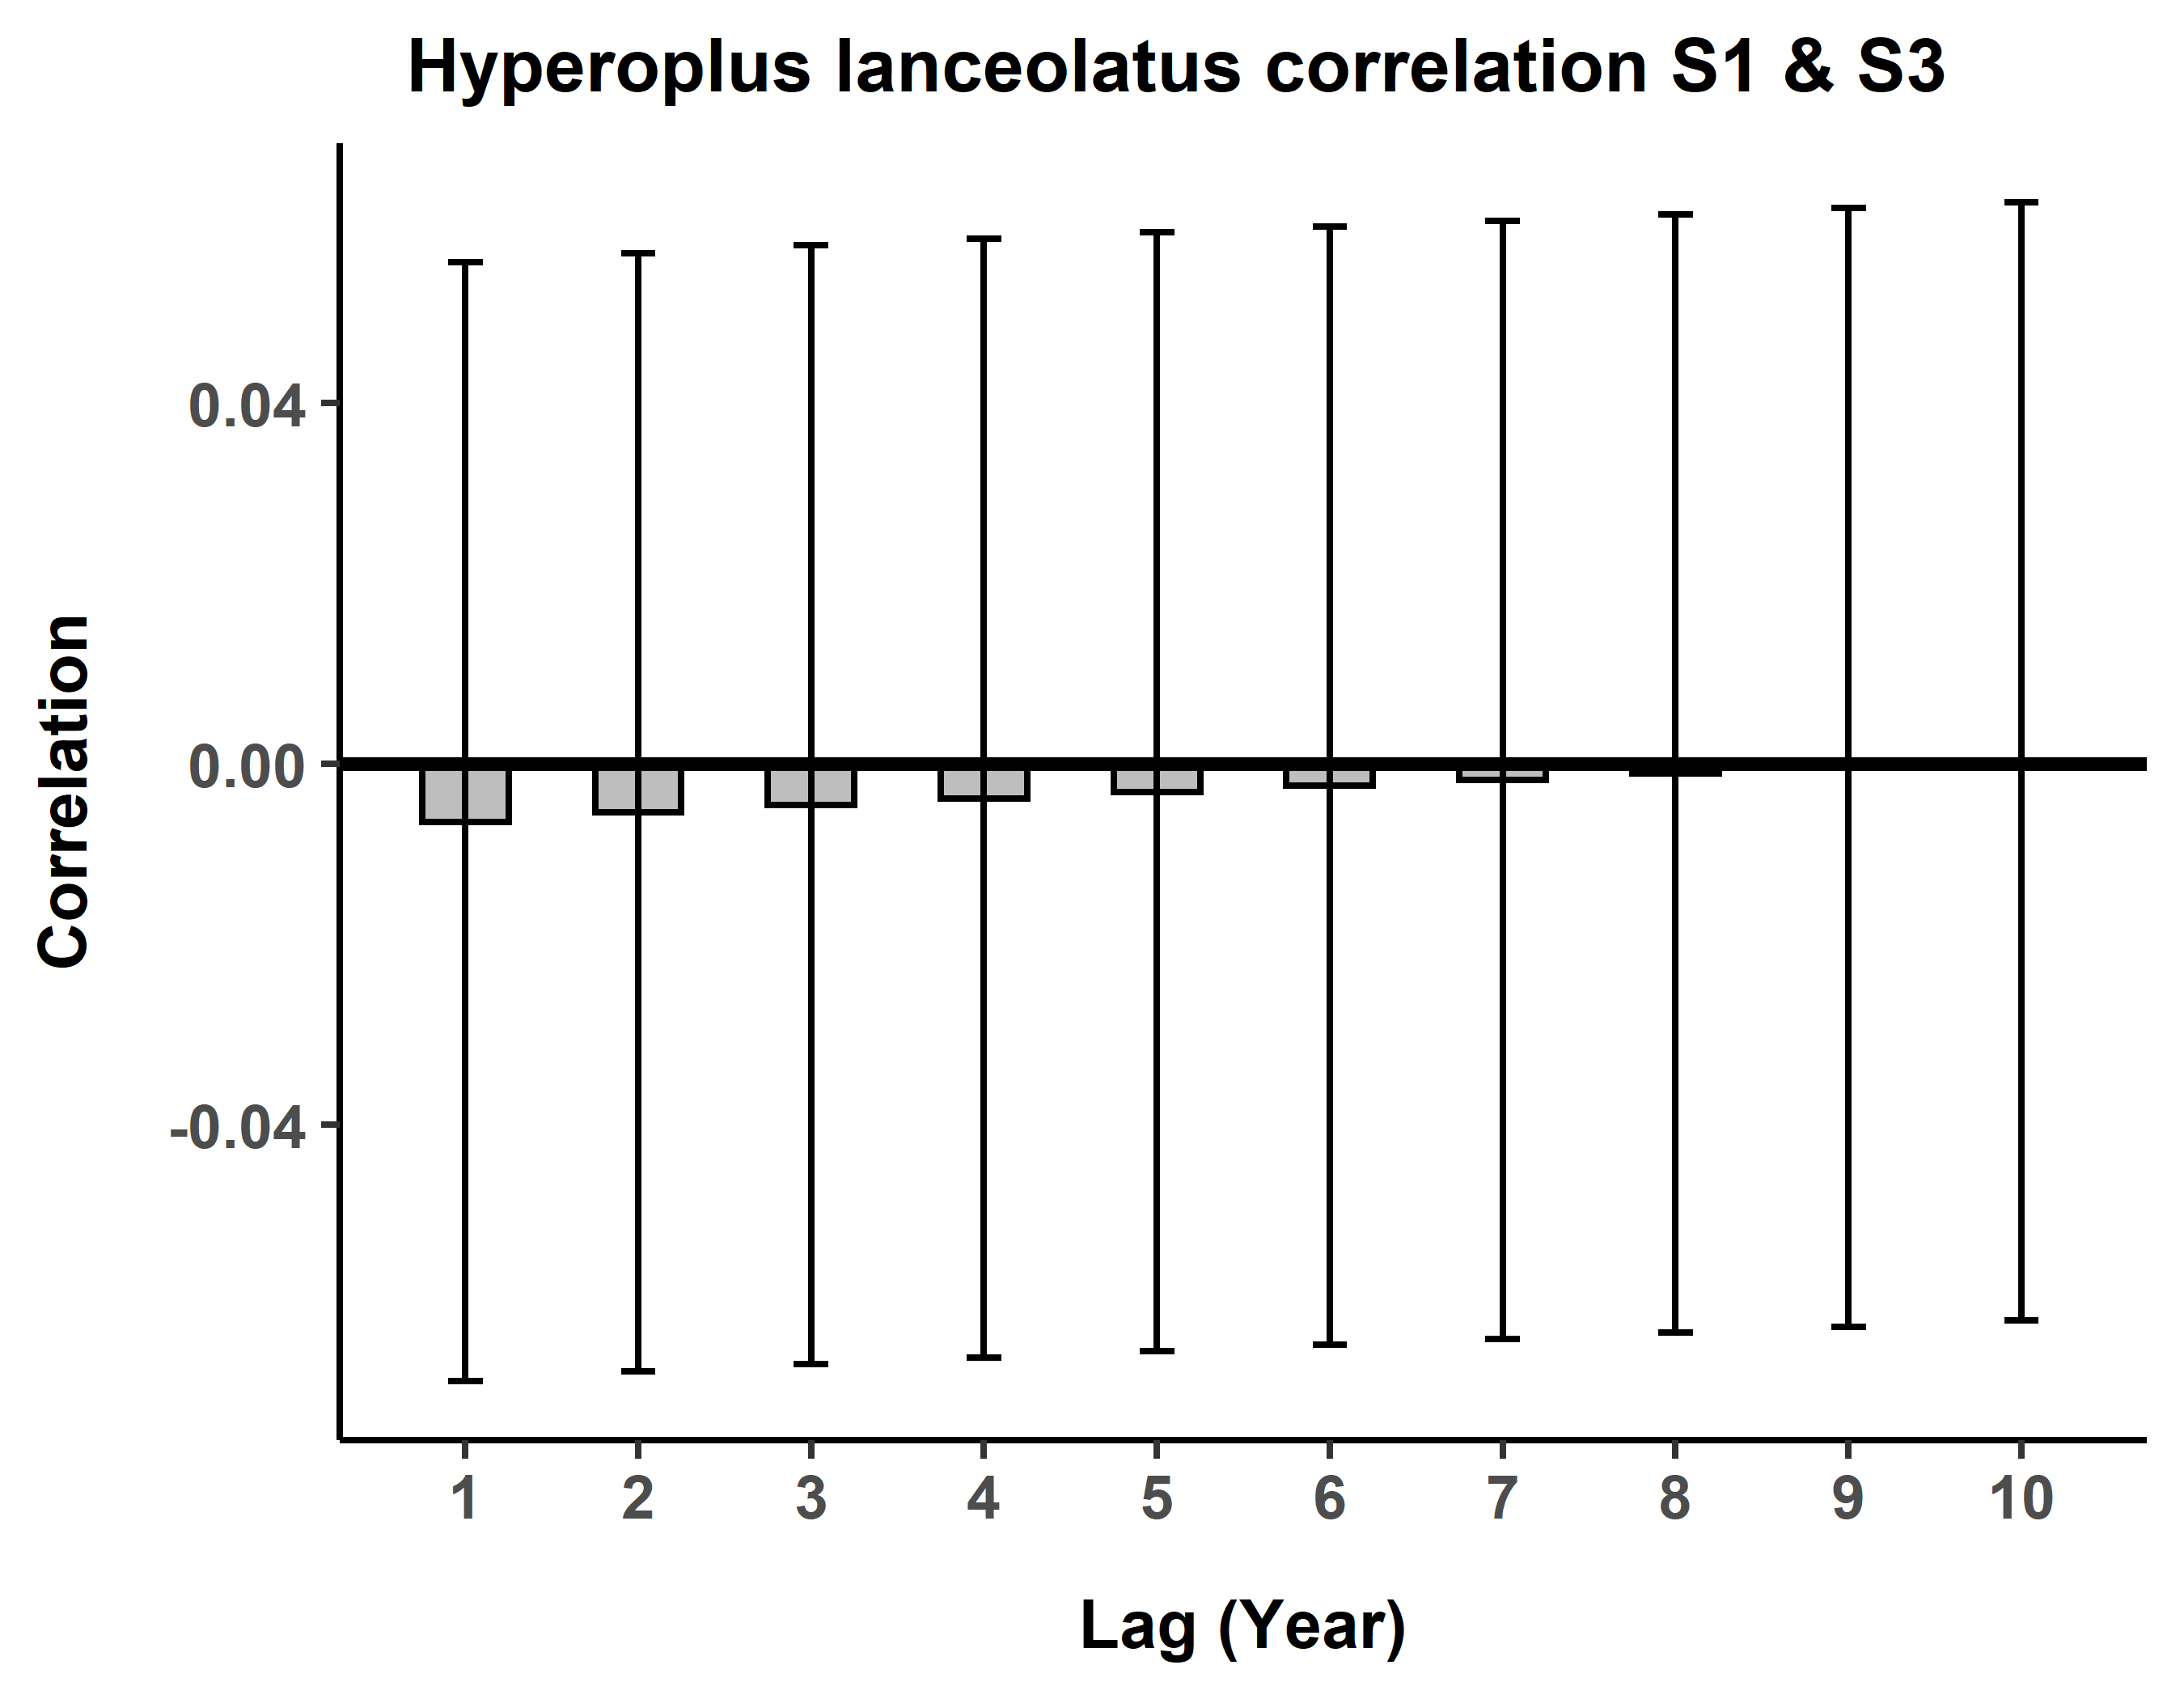 Hyperoplus lanceolatus correlation S1 & S3
0.04
0.00
-0.04
Correlation
1 2 3 4 5 6 7 8 9 10
Lag (Year)